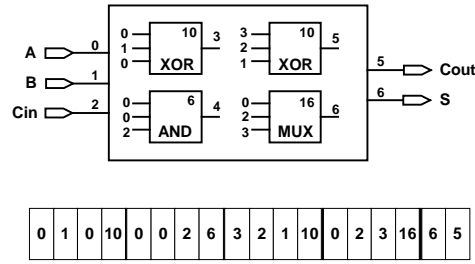 A 0
B 1
Cin 2
0 1 0 10 XOR 3
3 2 1 10 XOR 5
0 0 2 6 AND 4
0 2 3 16 MUX 6
5 Cout
6 S
0 1 0 10 0 0 2 6 3 2 1 10 0 2 3 16 6 5